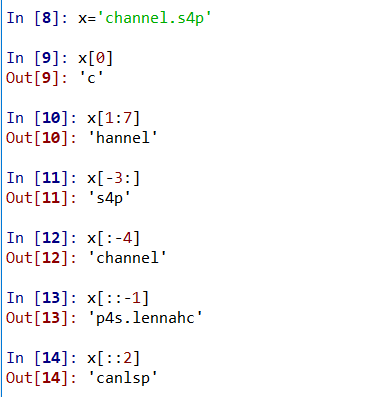 In [8]: x='channel.s4p'
In [9]: x[0]
Out[9]: 'c'
In [10]: x[1:7]
Out[10]: 'hannel'
In [11]: x[-3:]
Out[11]: 's4p'
In [12]: x[:-4]
Out[12]: 'channel'
In [13]: x[::-1]
Out[13]: 'p4s.lennahc'
In [14]: x[::2]
Out[14]: 'canlsp'